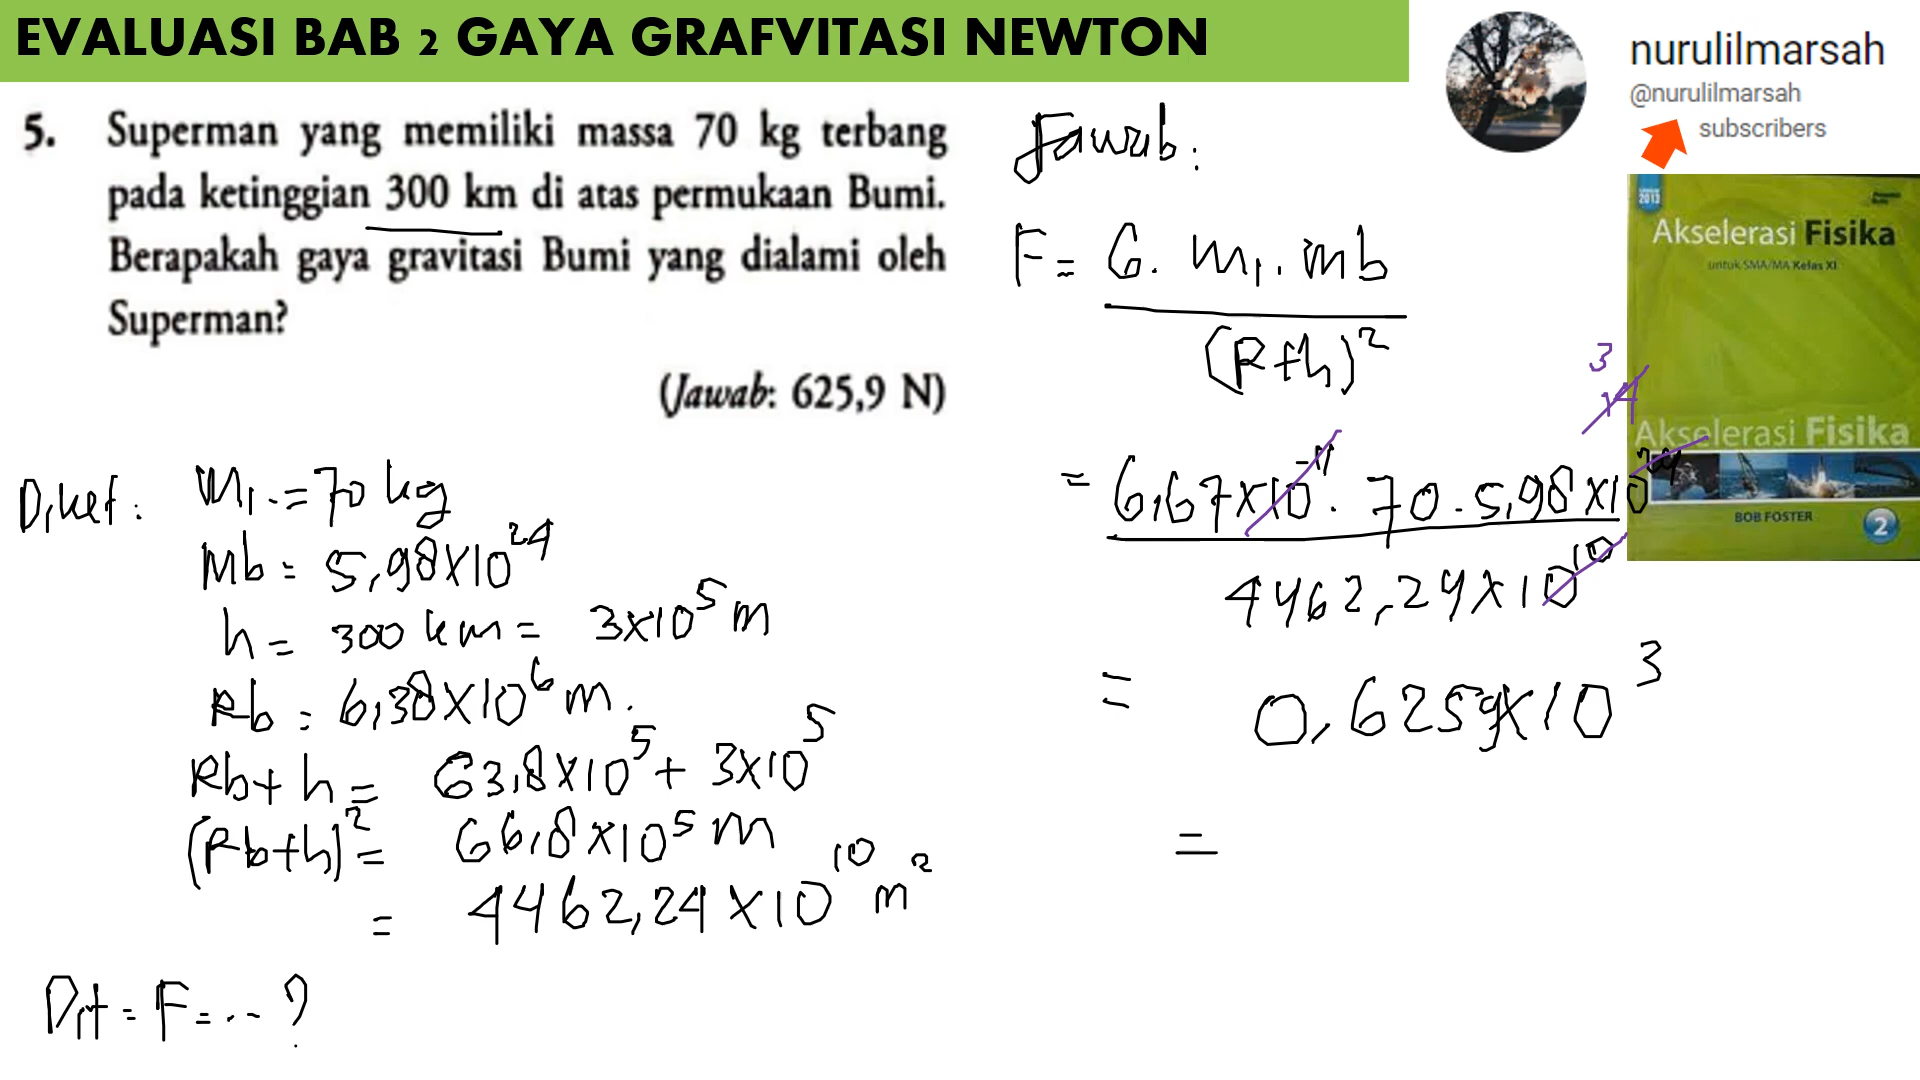 EVALUASI BAB 2 GAYA GRAFVITASI NEWTON
nurulilmarsah
@nurulilmarsah
subscribers
5. Superman yang memiliki massa 70 kg terbang
pada ketinggian 300 km di atas permukaan Bumi.
Berapakah gaya gravitasi Bumi yang dialami oleh
Superman?
(Jawab: 625,9 N)
Diket: m1 = 70 kg
mb = 5,98x10^24
h = 300 km = 3x10^5 m
Rb = 6,38x10^6 m.
Rb+h = 63,8x10^5 + 3x10^5
(Rb+h)^2 = 66,8x10^5 m
= 4462,24x10^10 m^2
Dit = F = ... ?
Jawab:
F = G. m1. mb
(R+h)^2
3
14
= 6,67x10^-11. 70. 5,98x10^24
4462,24x10^10
= 0,6259x10^3
=
2013
Akselerasi Fisika
untuk SMA/MA Kelas XI
Akselerasi Fisika
BOB FOSTER
2